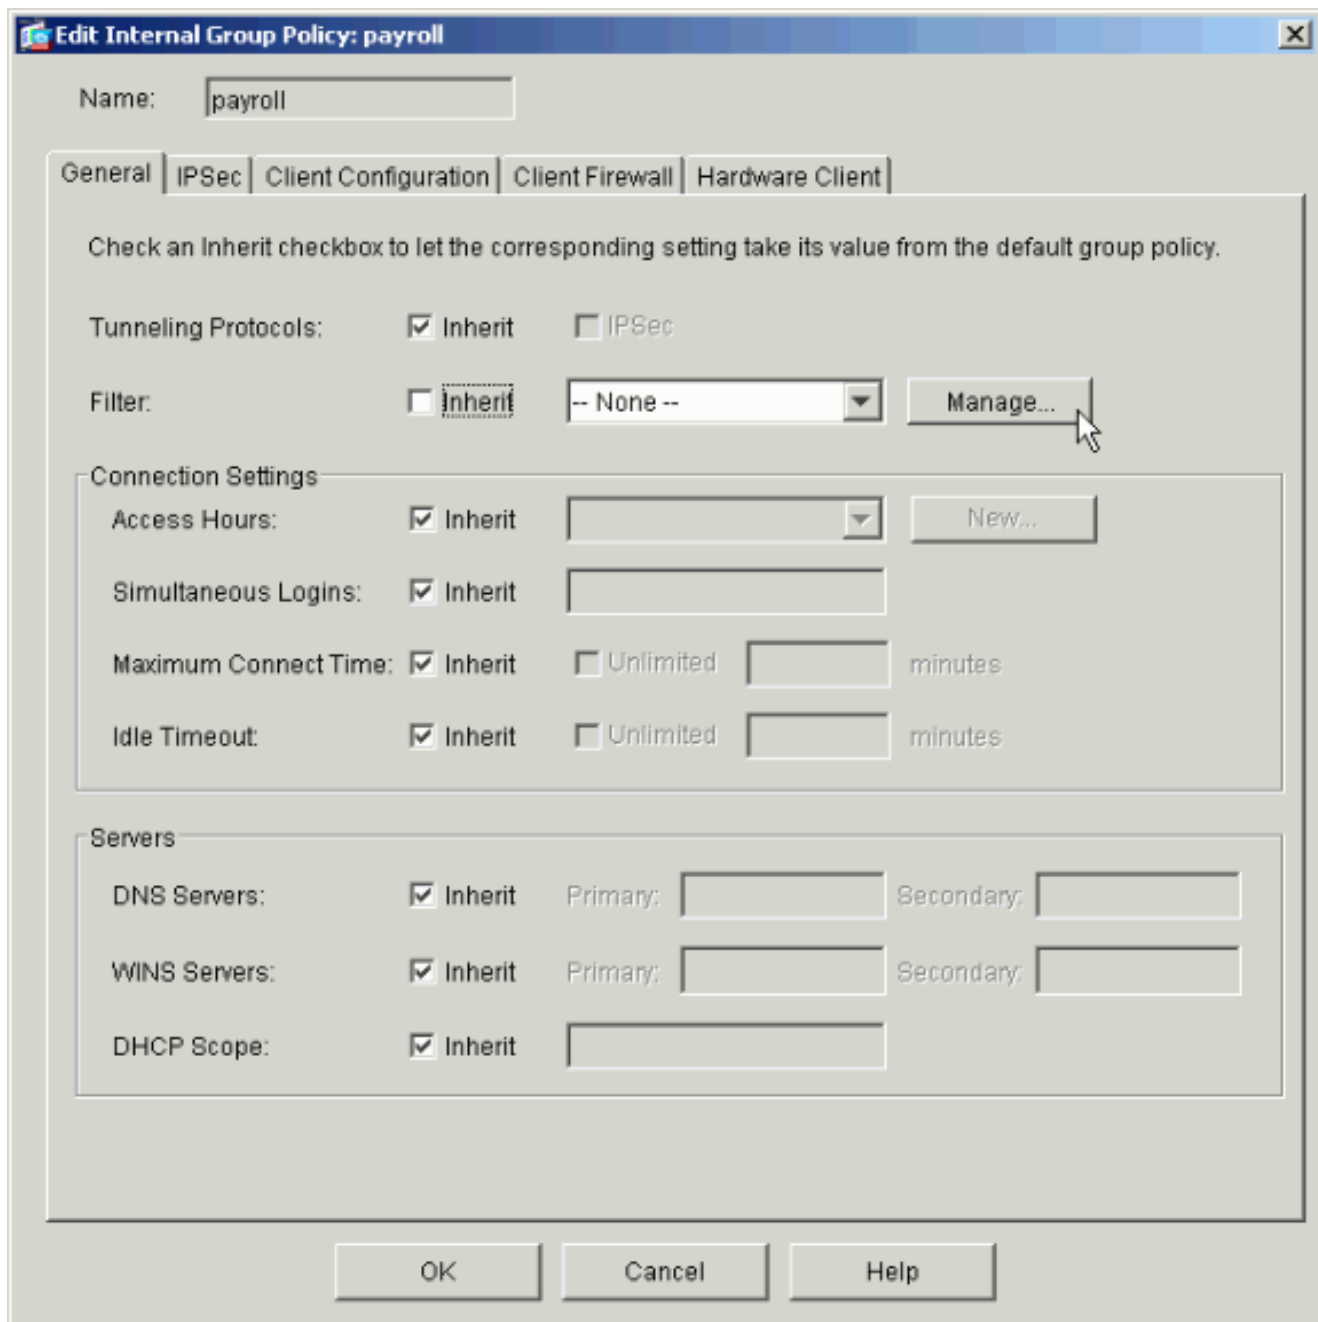 Edit Internal Group Policy: payroll
Name: payroll
General IPSec Client Configuration Client Firewall Hardware Client
Check an Inherit checkbox to let the corresponding setting take its value from the default group policy.
Tunneling Protocols: Inherit IPSec
Filter: Inherit -- None -- Manage...
Connection Settings
Access Hours: Inherit New...
Simultaneous Logins: Inherit
Maximum Connect Time: Inherit Unlimited minutes
Idle Timeout: Inherit Unlimited minutes
Servers
DNS Servers: Inherit Primary: Secondary:
WINS Servers: Inherit Primary: Secondary:
DHCP Scope: Inherit
OK Cancel Help